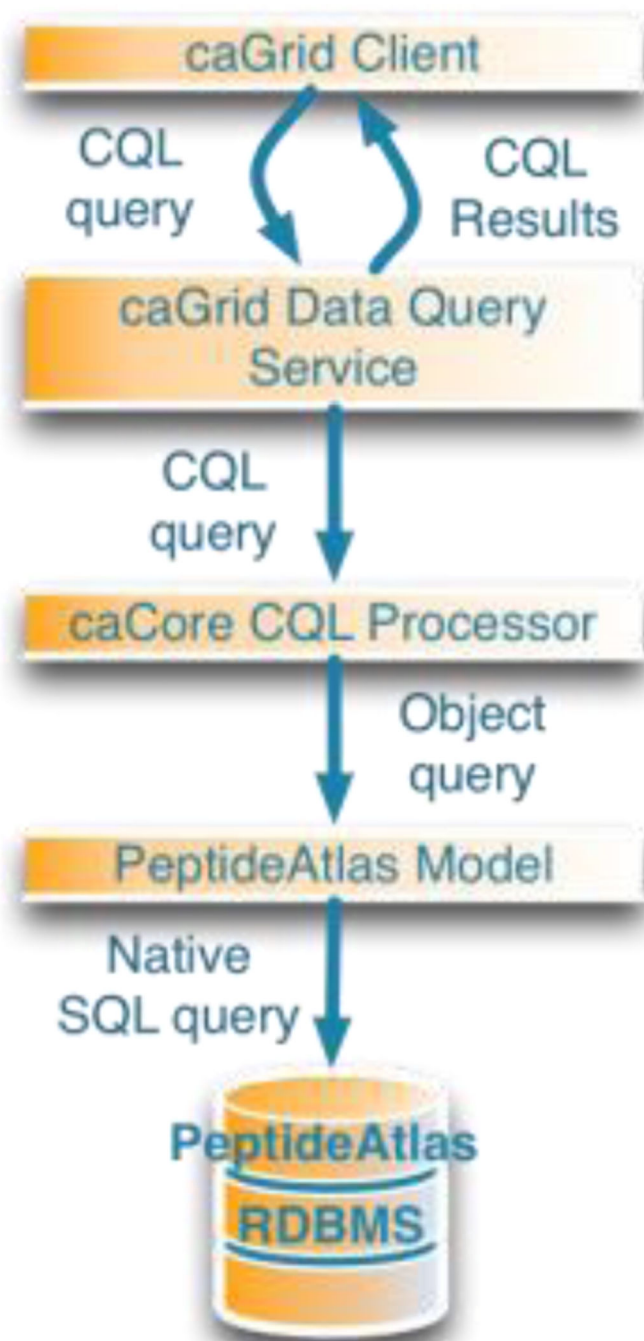 caGrid Client
CQL
query
CQL
Results
caGrid Data Query
Service
CQL
query
caCore CQL Processor
Object
query
PeptideAtlas Model
Native
SQL query
PeptideAtlas
RDBMS